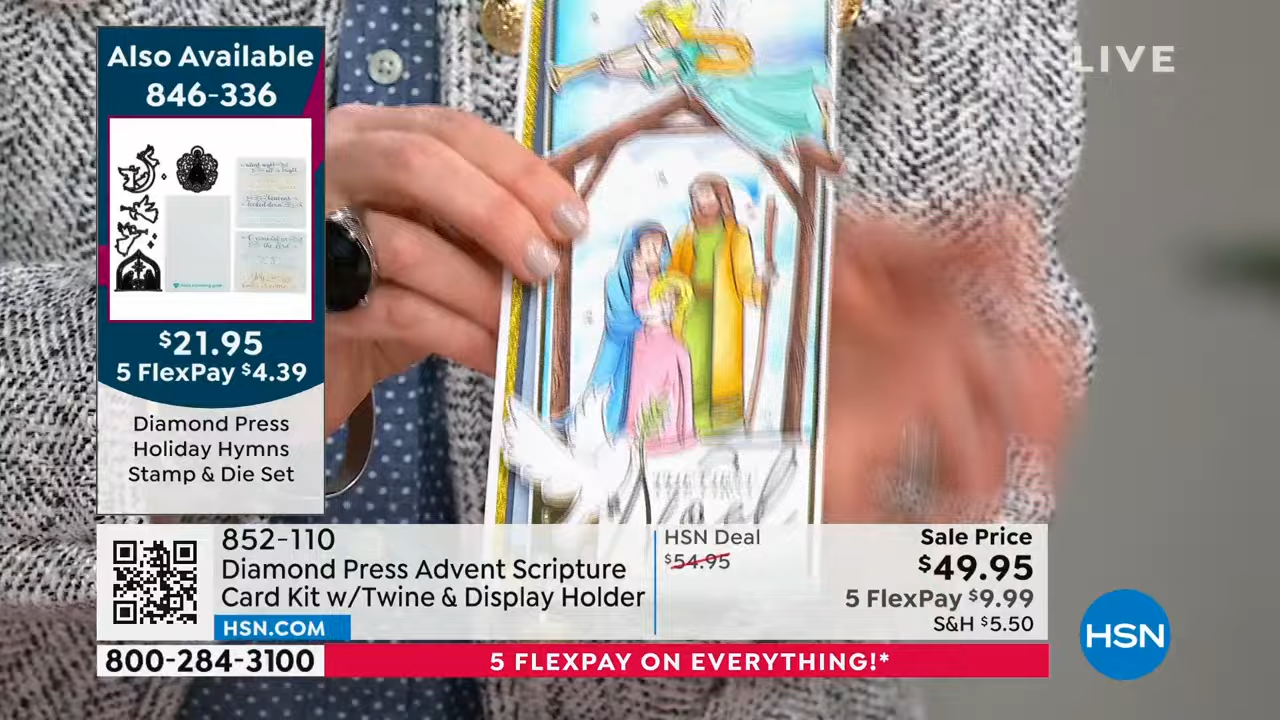 Also Available
846-336
$21.95
5 FlexPay $4.39
Diamond Press
Holiday Hymns
Stamp & Die Set
LIVE
852-110
Diamond Press Advent Scripture
Card Kit w/Twine & Display Holder
HSN.COM
HSN Deal
$54.95
Sale Price
$49.95
5 FlexPay $9.99
S&H $5.50
800-284-3100
5 FLEXPAY ON EVERYTHING!*
HSN